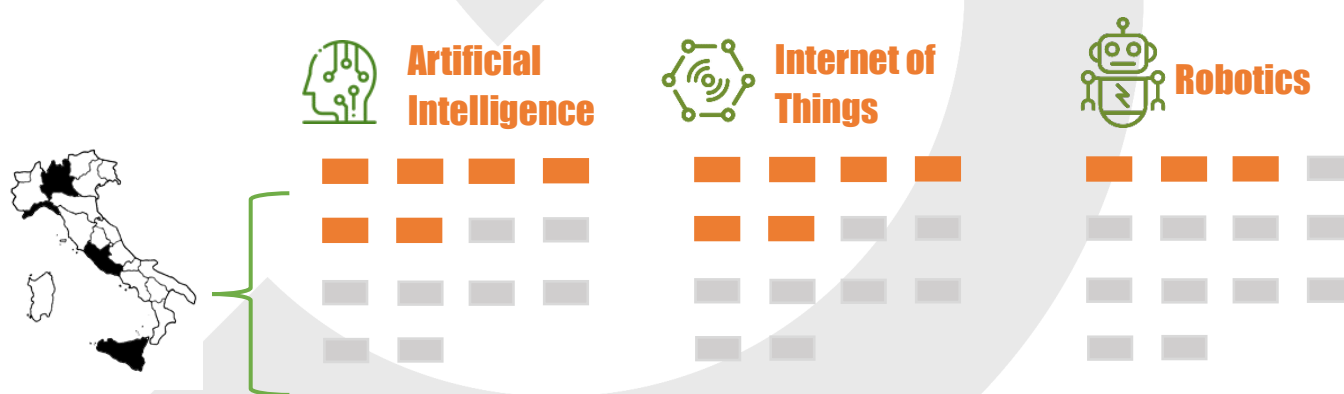 Artificial
Intelligence
Internet of
Things
Robotics